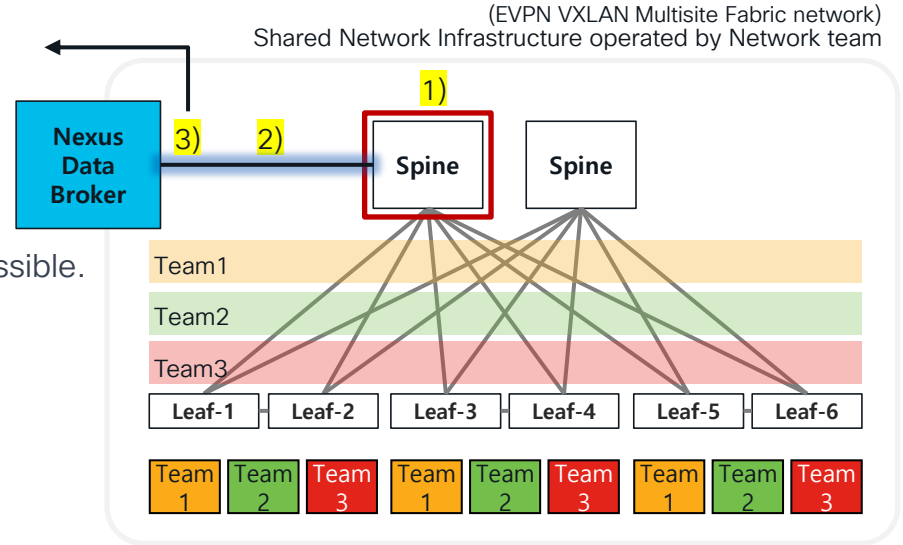 (EVPN VXLAN Multisite Fabric network)
Shared Network Infrastructure operated by Network team
1)
Nexus
Data
Broker
3)
2)
Spine
Spine
ssible.
Team1
Team2
Team3
Leaf-1
Leaf-2
Leaf-3
Leaf-4
Leaf-5
Leaf-6
Team
1
Team
2
Team
3
Team
1
Team
2
Team
3
Team
1
Team
2
Team
3